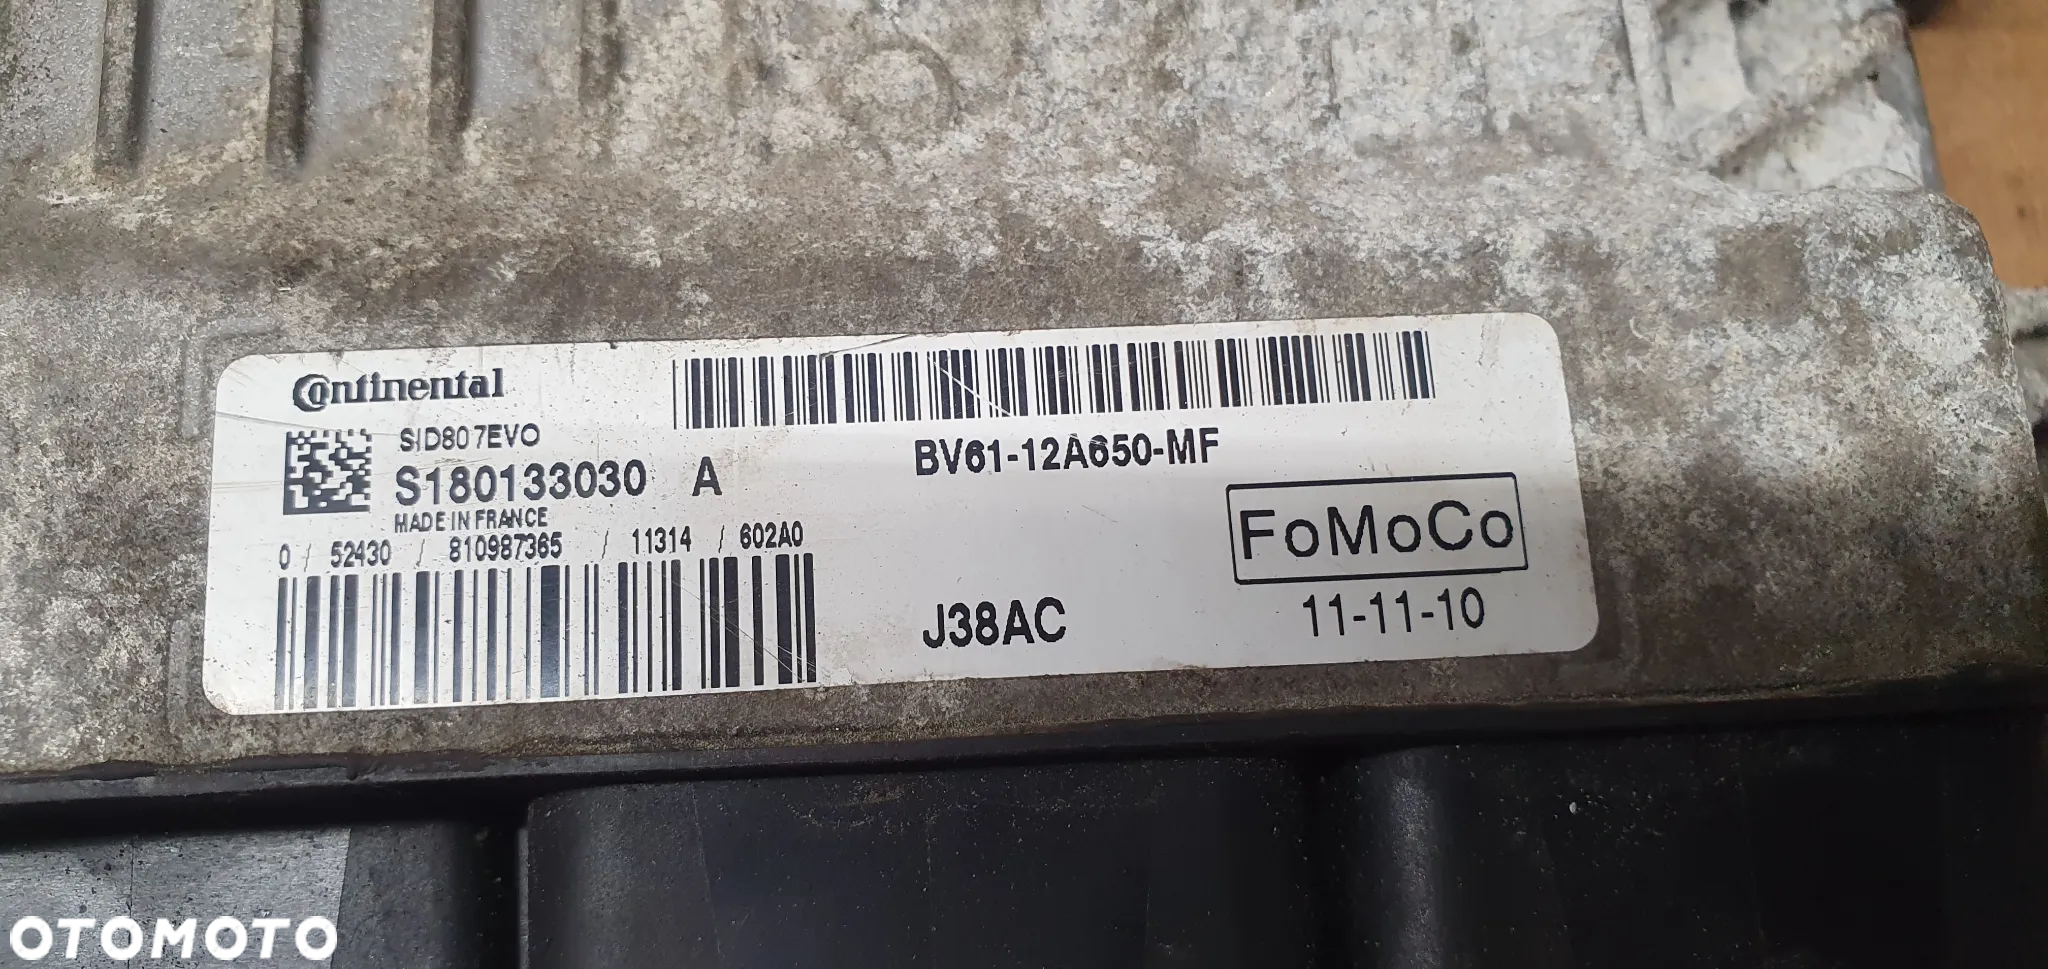 Continental
SID807EVO
S180133030 A
MADE IN FRANCE
0 / 52430 / 810987365 / 11314 / 602A0
BV61-12A650-MF
FoMoCo
J38AC
11-11-10
OTOMOTO